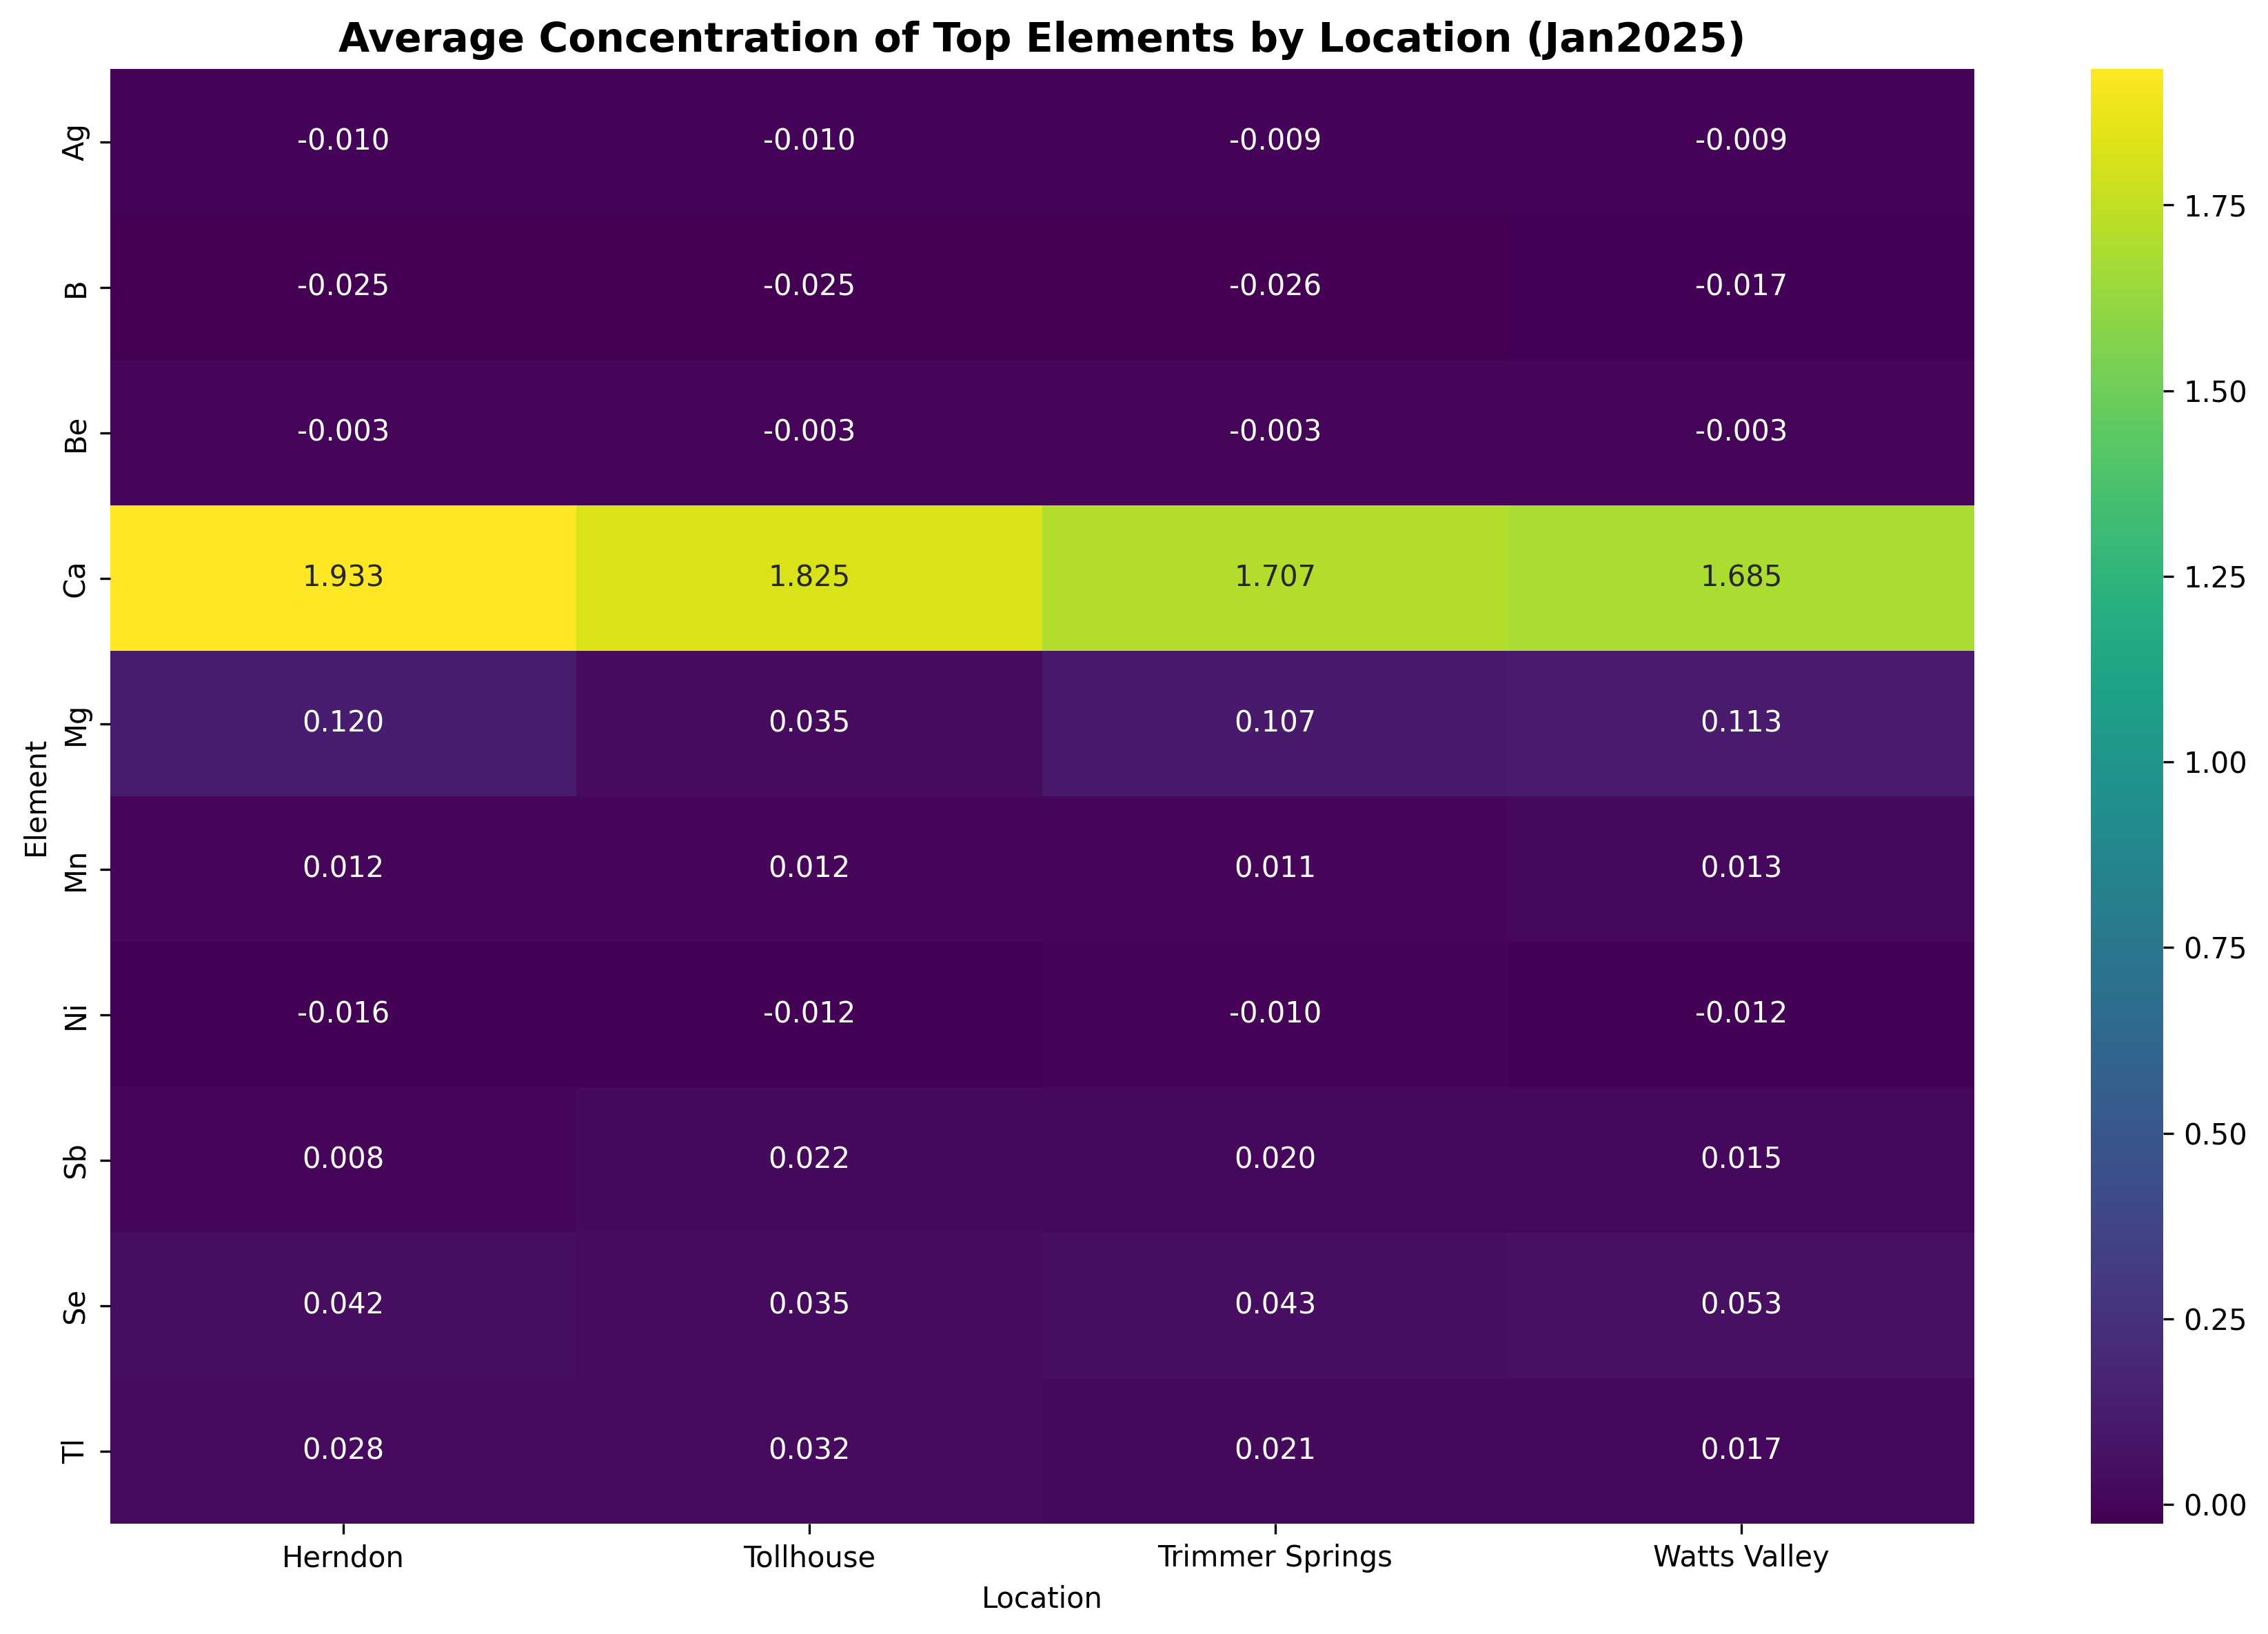 Average Concentration of Top Elements by Location (Jan2025)
Ag -0.010 -0.010 -0.009 -0.009
B -0.025 -0.025 -0.026 -0.017
Be -0.003 -0.003 -0.003 -0.003
Ca 1.933 1.825 1.707 1.685
Mg 0.120 0.035 0.107 0.113
Mn 0.012 0.012 0.011 0.013
Ni -0.016 -0.012 -0.010 -0.012
Sb 0.008 0.022 0.020 0.015
Se 0.042 0.035 0.043 0.053
Tl 0.028 0.032 0.021 0.017
Element
Herndon Tollhouse Trimmer Springs Watts Valley
Location
1.75
1.50
1.25
1.00
0.75
0.50
0.25
0.00